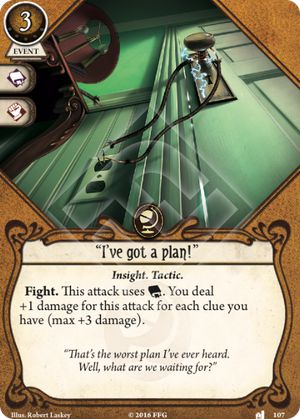 3
EVENT
"I've got a plan!"
Insight. Tactic.
Fight. This attack uses . You deal
+1 damage for this attack for each clue you
have (max +3 damage).
"That's the worst plan I've ever heard.
Well, what are we waiting for?"
Illus. Robert Laskey © 2016 FFG 107